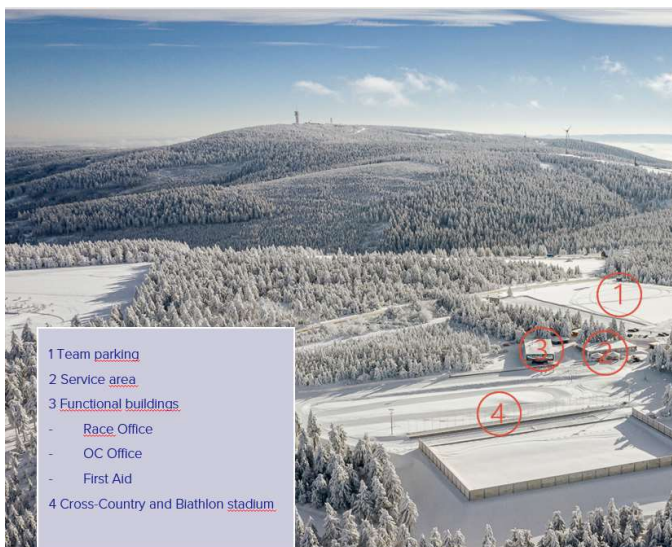 1 Team parking
2 Service area
3 Functional buildings
- Race Office
- OC Office
- First Aid
4 Cross-Country and Biathlon stadium
1
3
2
4